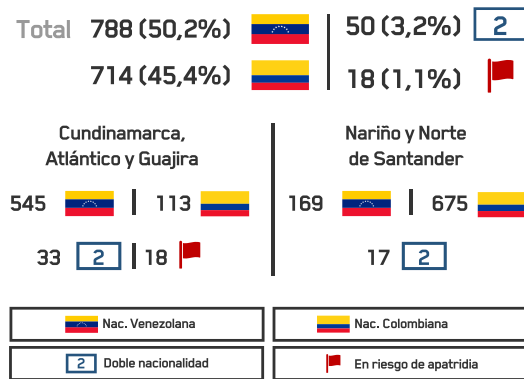 Total 788 (50,2%) 50 (3,2%) 2
714 (45,4%) 18 (1,1%)
Cundinamarca,
Atlántico y Guajira
545 113
33 2 18
Nariño y Norte
de Santander
169 675
17 2
Nac. Venezolana
Nac. Colombiana
2 Doble nacionalidad
En riesgo de apatridia